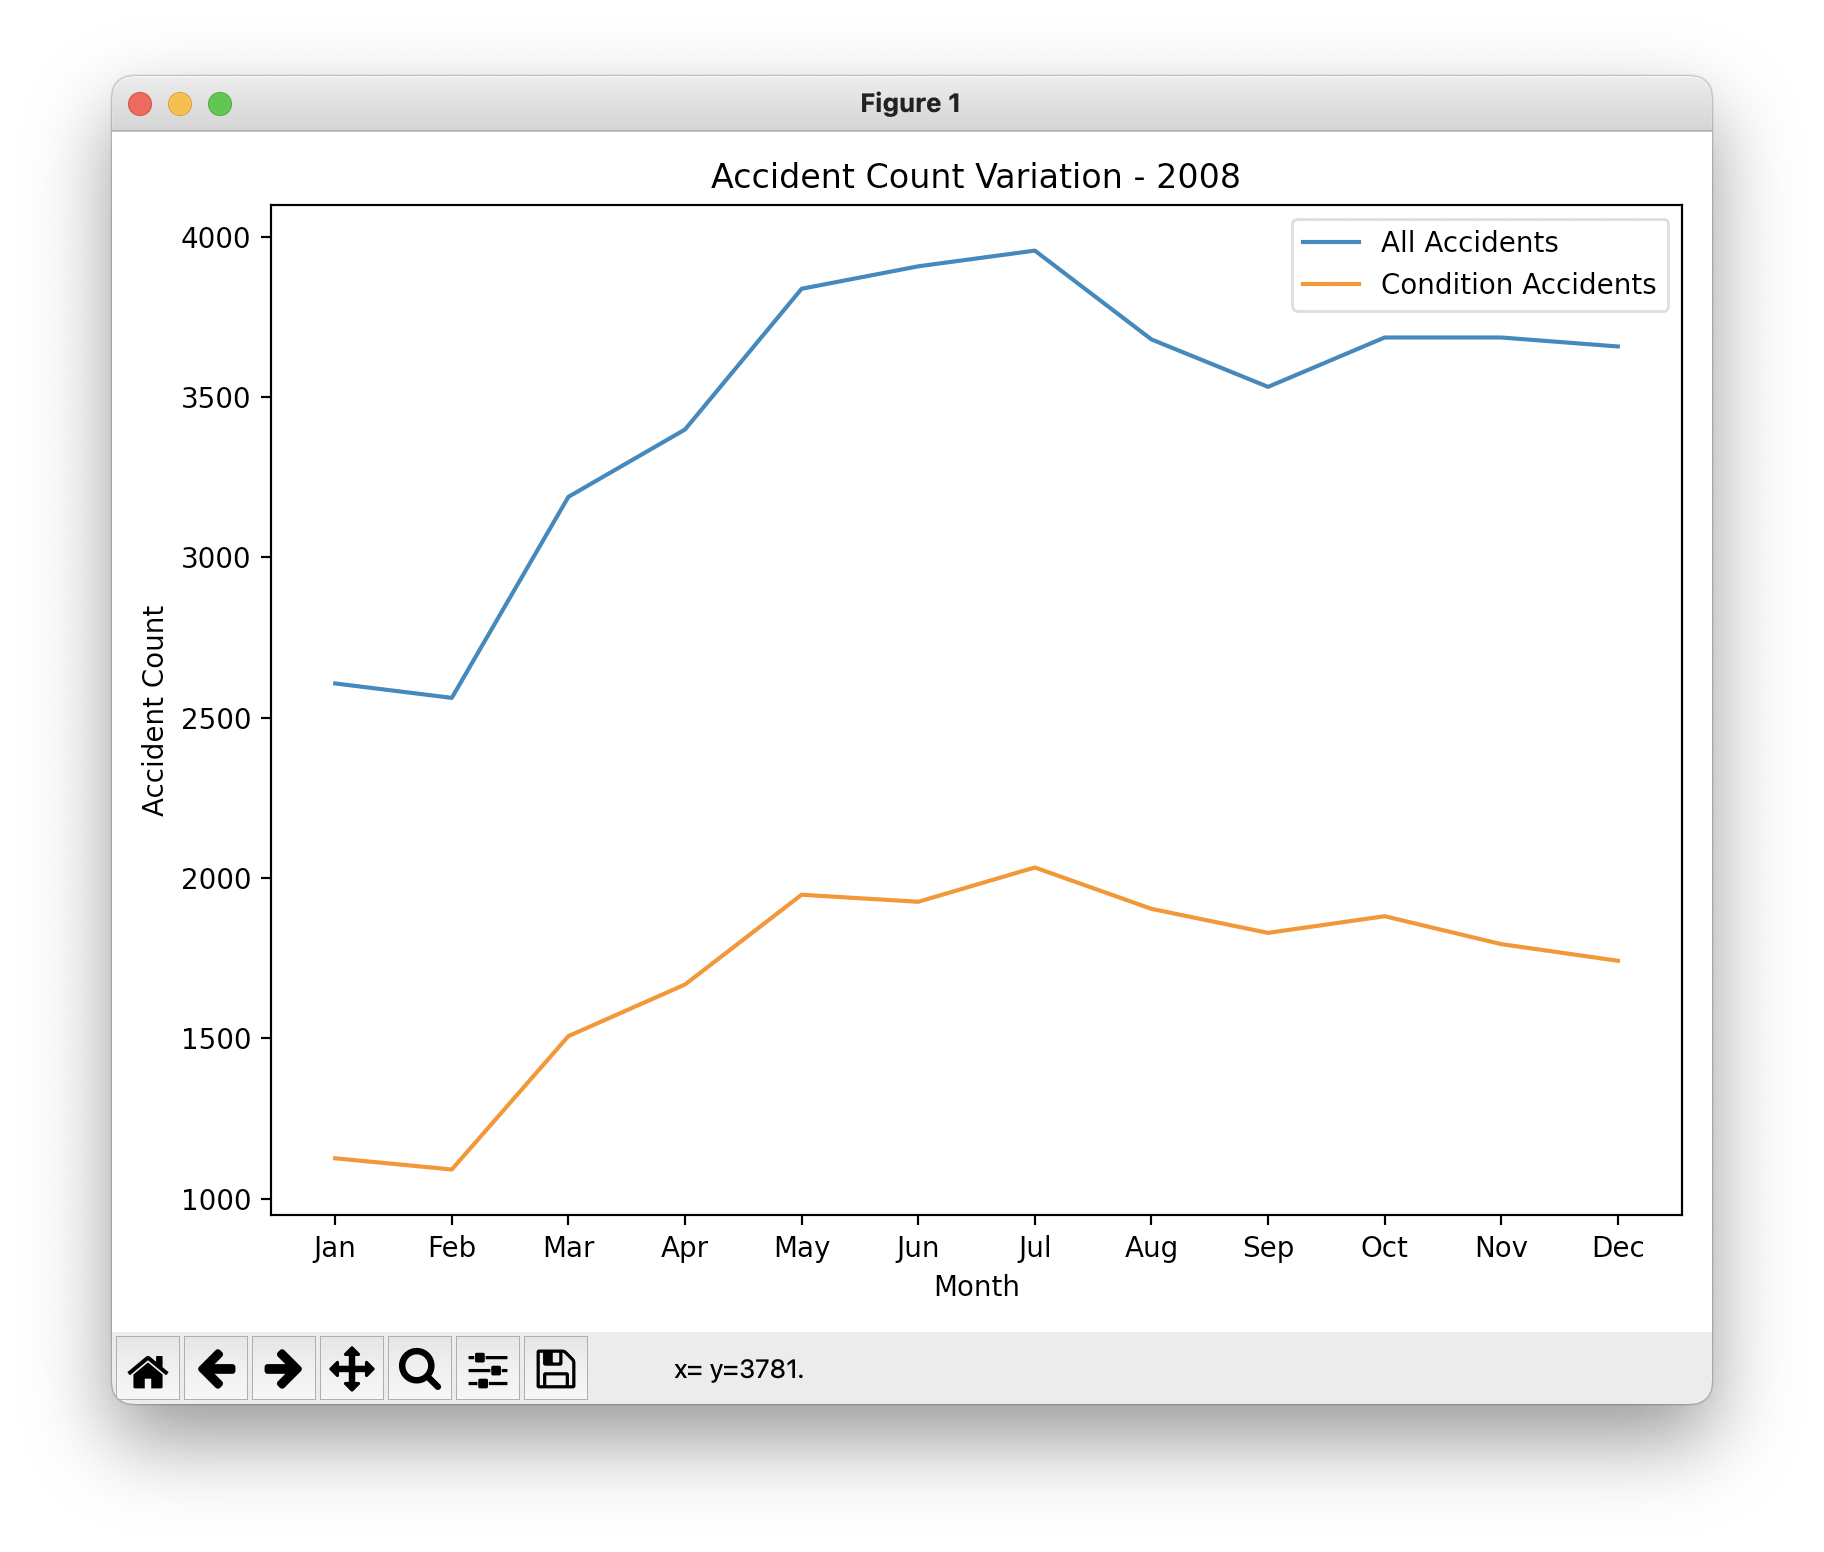 Figure 1
Accident Count Variation - 2008
All Accidents
Condition Accidents
Accident Count
4000
3500
3000
2500
2000
1500
1000
Jan Feb Mar Apr May Jun Jul Aug Sep Oct Nov Dec
Month
x= y=3781.